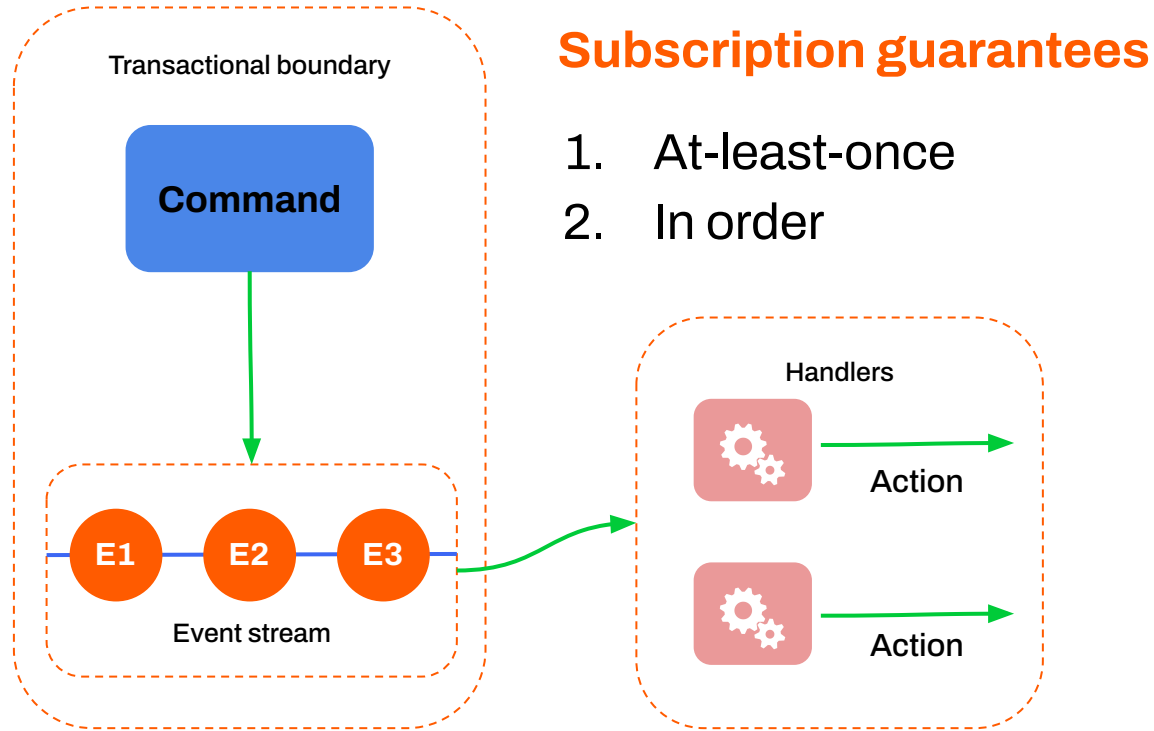 Subscription guarantees
1. At-least-once
2. In order
Transactional boundary
Command
E1 E2 E3
Event stream
Handlers
Action
Action